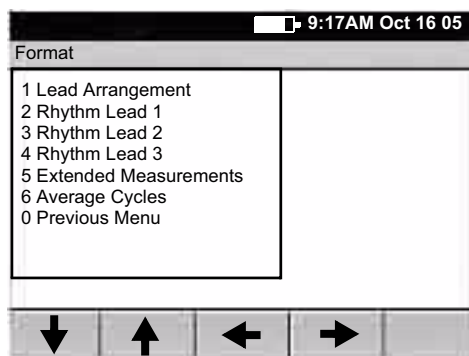 9:17AM Oct 16 05
Format
1 Lead Arrangement
2 Rhythm Lead 1
3 Rhythm Lead 2
4 Rhythm Lead 3
5 Extended Measurements
6 Average Cycles
0 Previous Menu